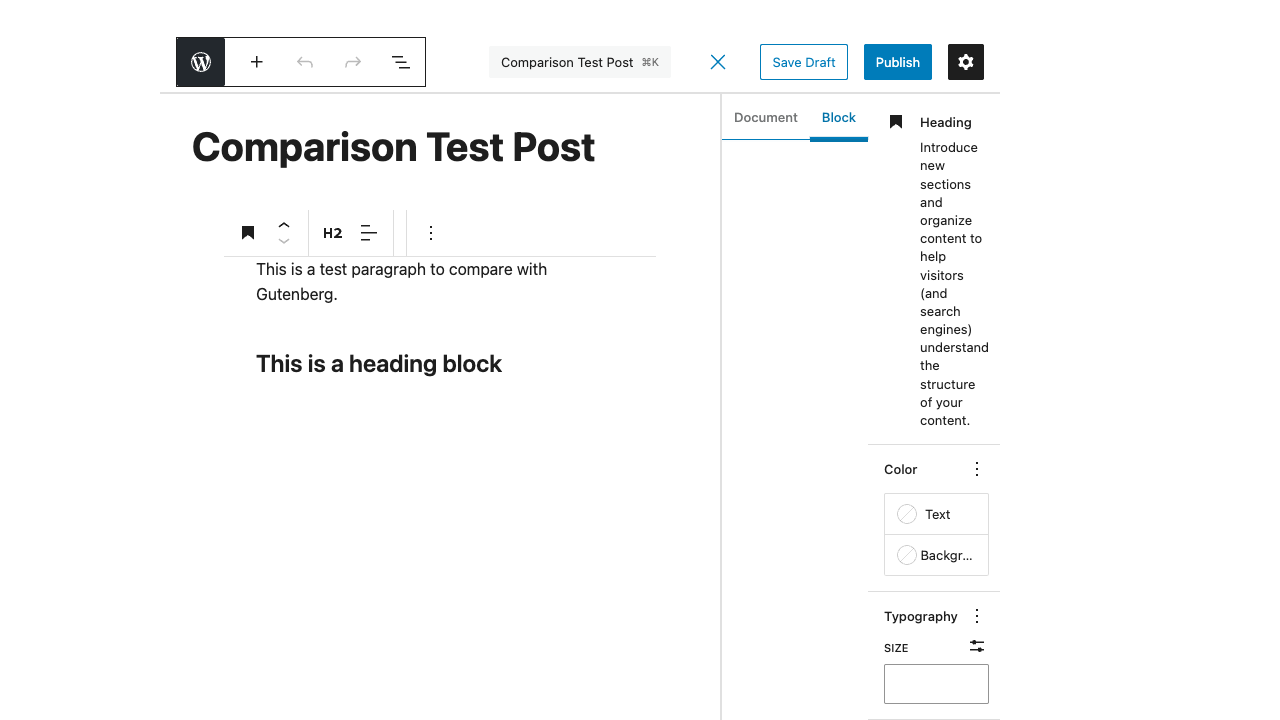 Comparison Test Post ⌘K
Save Draft
Publish
Comparison Test Post
H2
This is a test paragraph to compare with
Gutenberg.
This is a heading block
Document
Block
Heading
Introduce
new
sections
and
organize
content to
help
visitors
(and
search
engines)
understand
the
structure
of your
content.
Color
Text
Backgr...
Typography
SIZE